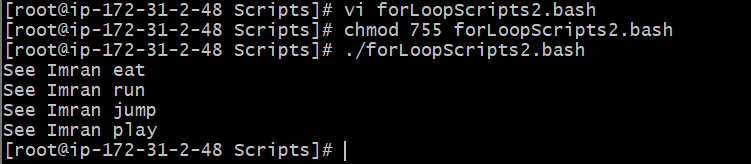 [root@ip-172-31-2-48 Scripts]# vi forLoopScripts2.bash
[root@ip-172-31-2-48 Scripts]# chmod 755 forLoopScripts2.bash
[root@ip-172-31-2-48 Scripts]# ./forLoopScripts2.bash
See Imran eat
See Imran run
See Imran jump
See Imran play
[root@ip-172-31-2-48 Scripts]#